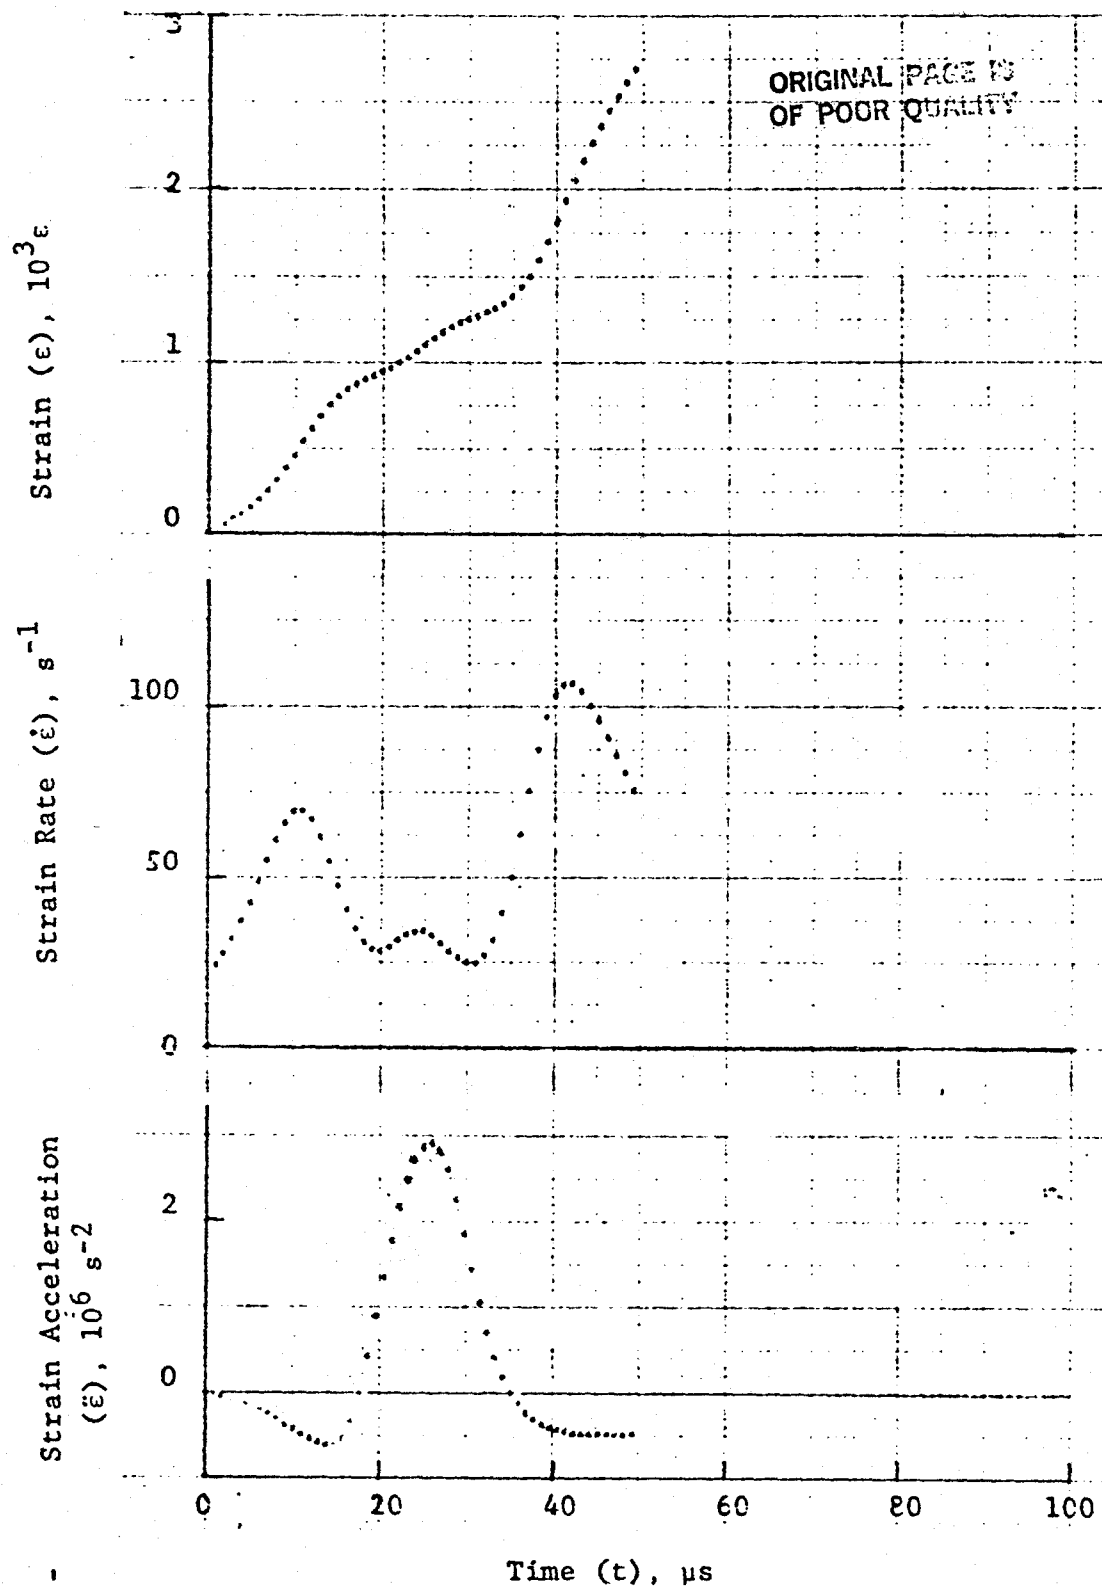 3
ORIGINAL PAGE IS
OF POOR QUALITY
2
1
0
Strain (ε), 10³ε
100
50
0
Strain Rate (ε̇), s⁻¹
2
0
Strain Acceleration
(ε̈), 10⁶ s⁻²
0 20 40 60 80 100
Time (t), μs